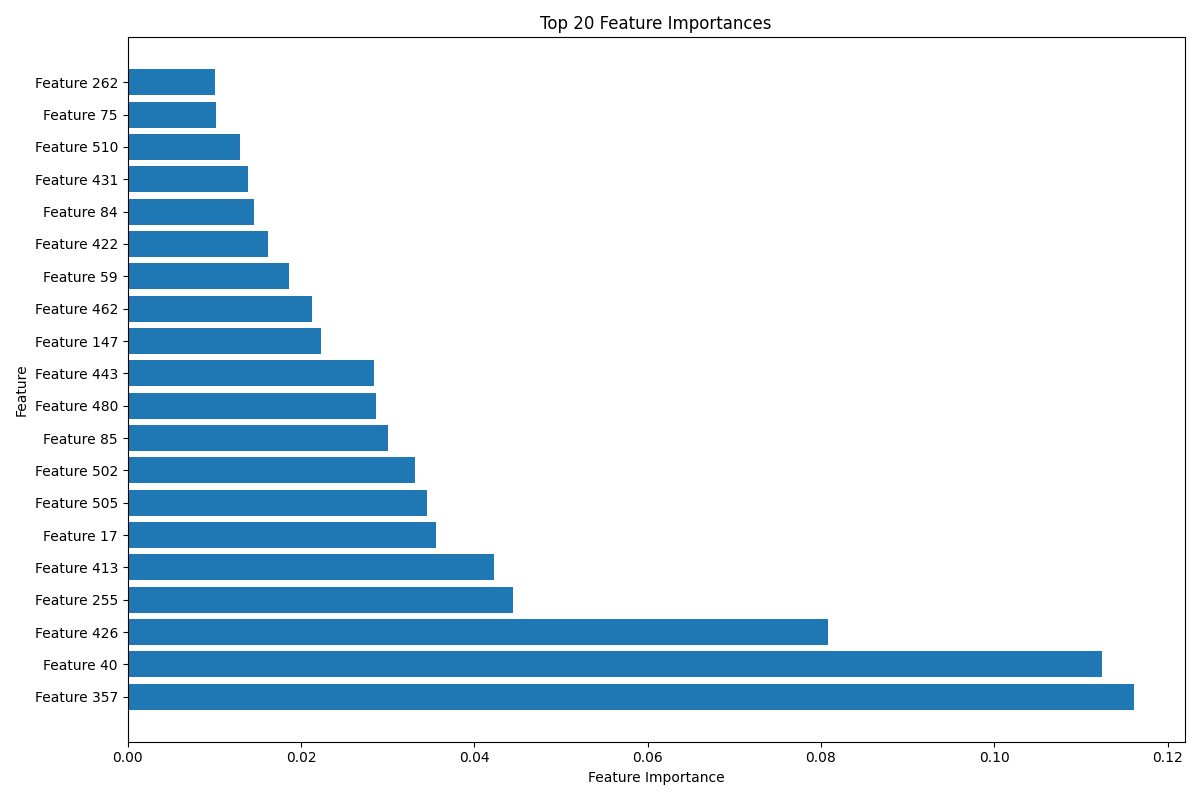 Top 20 Feature Importances
Feature 262
Feature 75
Feature 510
Feature 431
Feature 84
Feature 422
Feature 59
Feature 462
Feature 147
Feature 443
Feature 480
Feature 85
Feature 502
Feature 505
Feature 17
Feature 413
Feature 255
Feature 426
Feature 40
Feature 357
Feature
0.00 0.02 0.04 0.06 0.08 0.10 0.12
Feature Importance